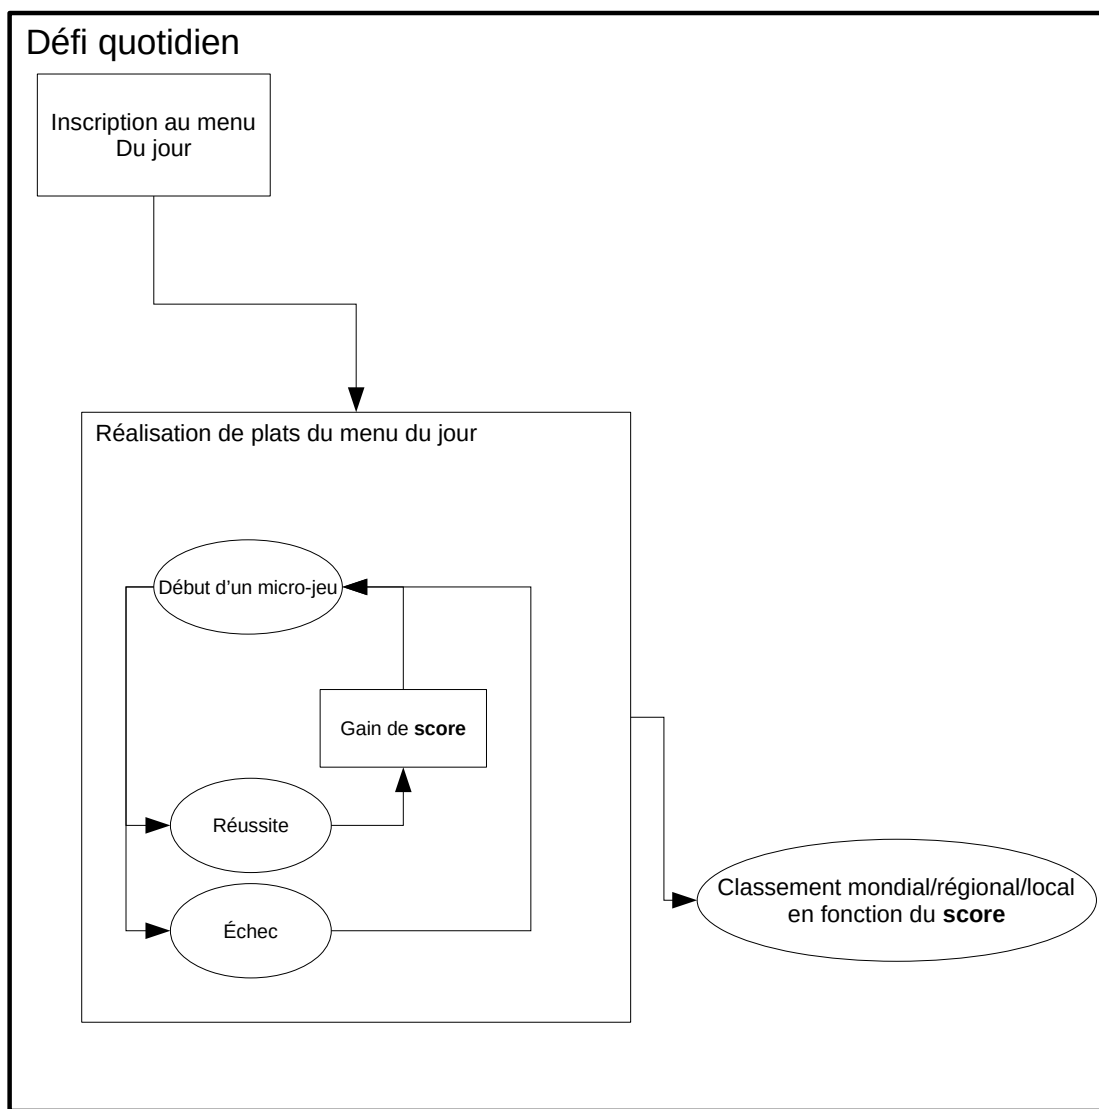 Défi quotidien
Inscription au menu
Du jour
Réalisation de plats du menu du jour
Début d'un micro-jeu
Gain de score
Réussite
Échec
Classement mondial/régional/local
en fonction du score